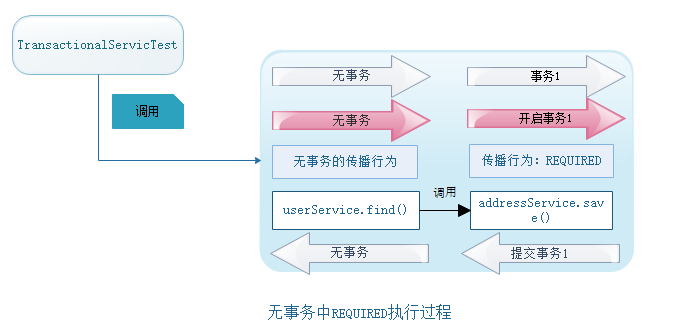 TransactionalServicTest
调用
无事务
事务1
无事务
开启事务1
无事务的传播行为
传播行为：REQUIRED
userService.find()
调用
addressService.sav
e()
无事务
提交事务1
无事务中REQUIRED执行过程